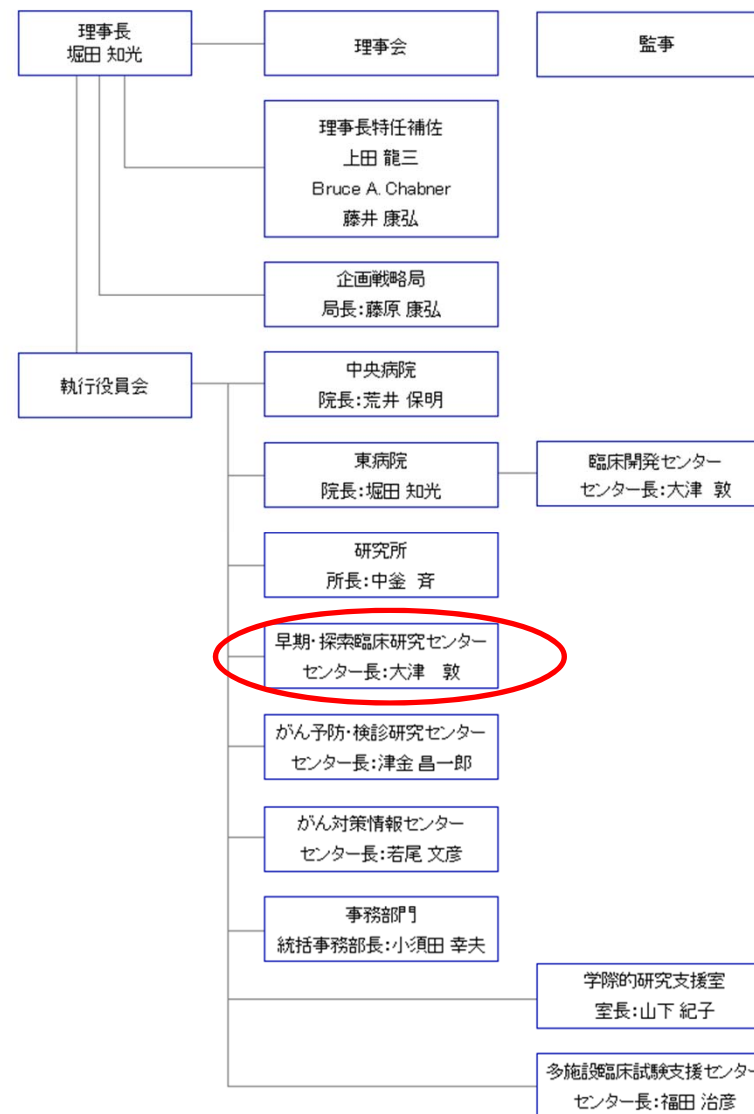 理事長
堀田 知光
理事会
監事
理事長特任補佐
上田 龍三
Bruce A. Chabner
藤井 康弘
企画戦略局
局長:藤原 康弘
執行役員会
中央病院
院長:荒井 保明
東病院
院長:堀田 知光
臨床開発センター
センター長:大津 敦
研究所
所長:中釜 斉
早期・探索臨床研究センター
センター長:大津 敦
がん予防・検診研究センター
センター長:津金 昌一郎
がん対策情報センター
センター長:若尾 文彦
事務部門
統括事務部長:小須田 幸夫
学際的研究支援室
室長:山下 紀子
多施設臨床試験支援センター
センター長:福田 治彦